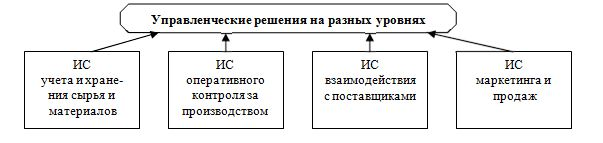 Управленческие решения на разных уровнях
ИС
учета и хране-
ния сырья и
материалов
ИС
оперативного
контроля за
производством
ИС
взаимодействия
с поставщиками
ИС
маркетинга и
продаж